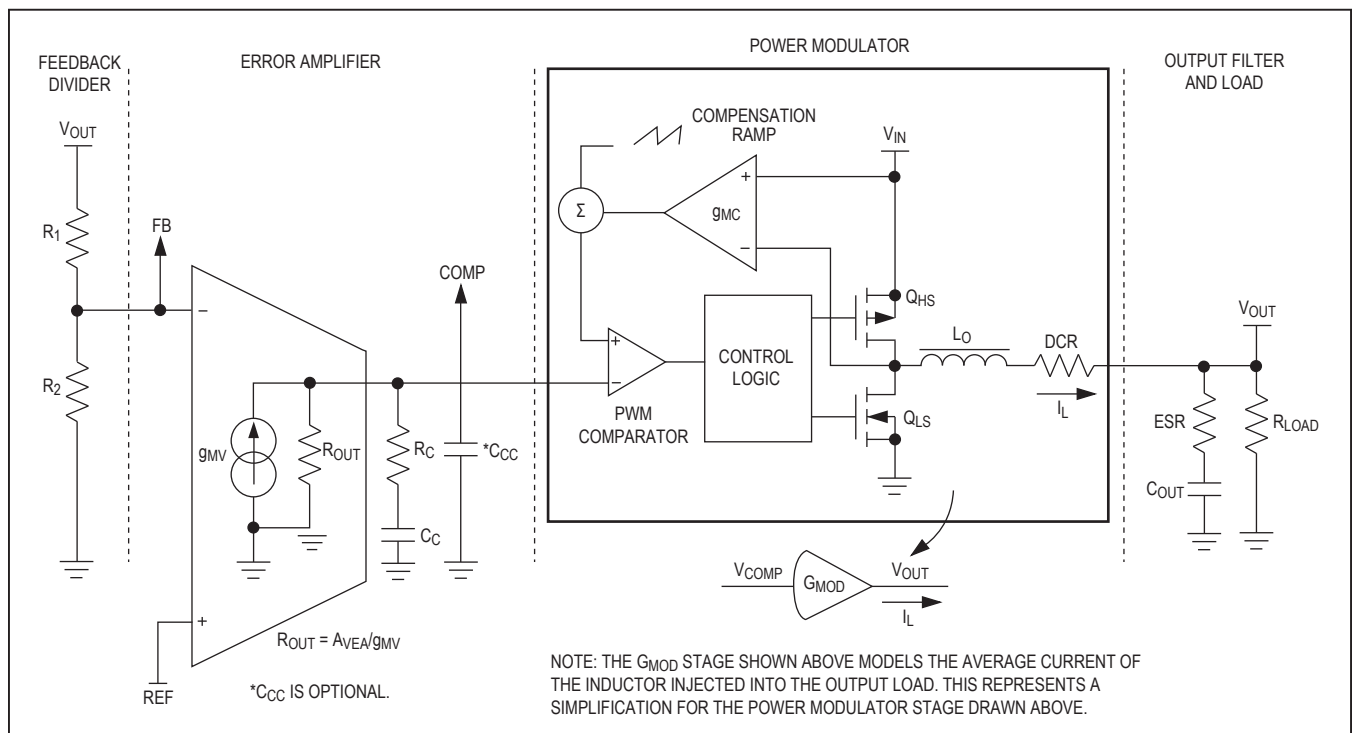 FEEDBACK
DIVIDER
ERROR AMPLIFIER
POWER MODULATOR
OUTPUT FILTER
AND LOAD
VOUT
R1
R2
FB
gMV
ROUT
REF
ROUT = AVEA/gMV
*CCC IS OPTIONAL.
RC
CC
COMP
*CCC
COMPENSATION
RAMP
Σ
gMC
+
−
VIN
+
−
PWM
COMPARATOR
CONTROL
LOGIC
QHS
QLS
LO
DCR
IL
VOUT
ESR
COUT
RLOAD
−
+
VCOMP
GMOD
VOUT
IL
NOTE: THE GMOD STAGE SHOWN ABOVE MODELS THE AVERAGE CURRENT OF
THE INDUCTOR INJECTED INTO THE OUTPUT LOAD. THIS REPRESENTS A
SIMPLIFICATION FOR THE POWER MODULATOR STAGE DRAWN ABOVE.